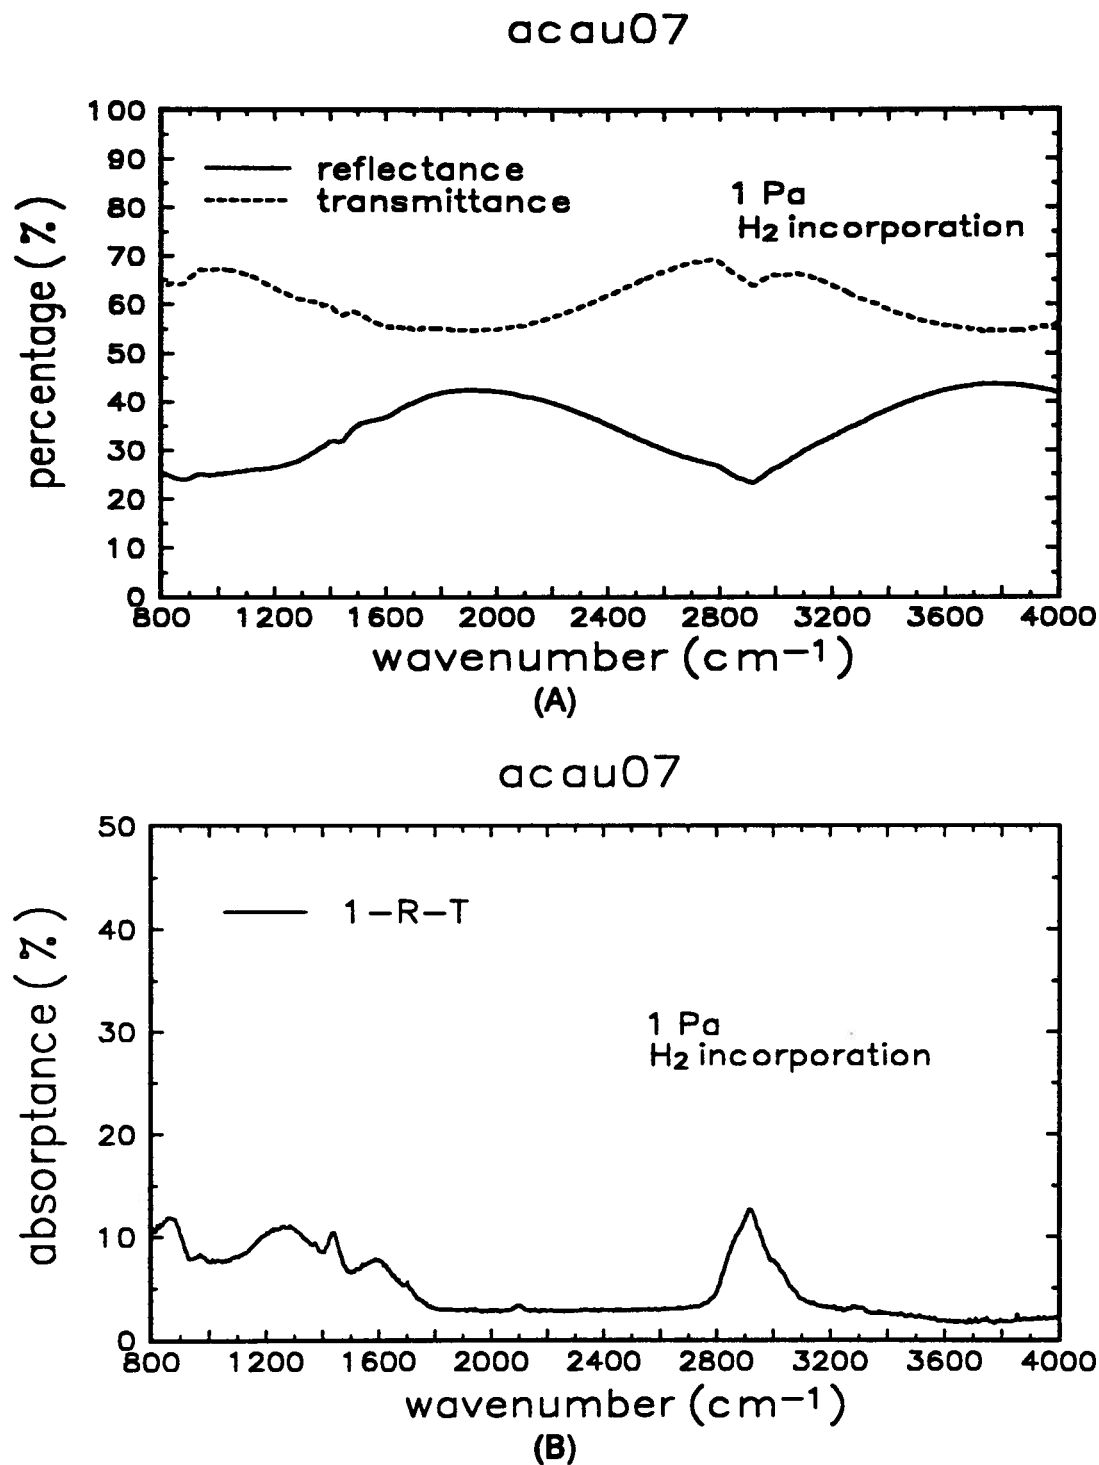 acau07
100
90
80
70
60
50
40
30
20
10
0
percentage (%)
reflectance
transmittance
1 Pa
H2 incorporation
800 1200 1600 2000 2400 2800 3200 3600 4000
wavenumber (cm−1)
(A)
acau07
50
40
30
20
10
0
absorptance (%)
1−R−T
1 Pa
H2 incorporation
800 1200 1600 2000 2400 2800 3200 3600 4000
wavenumber (cm−1)
(B)